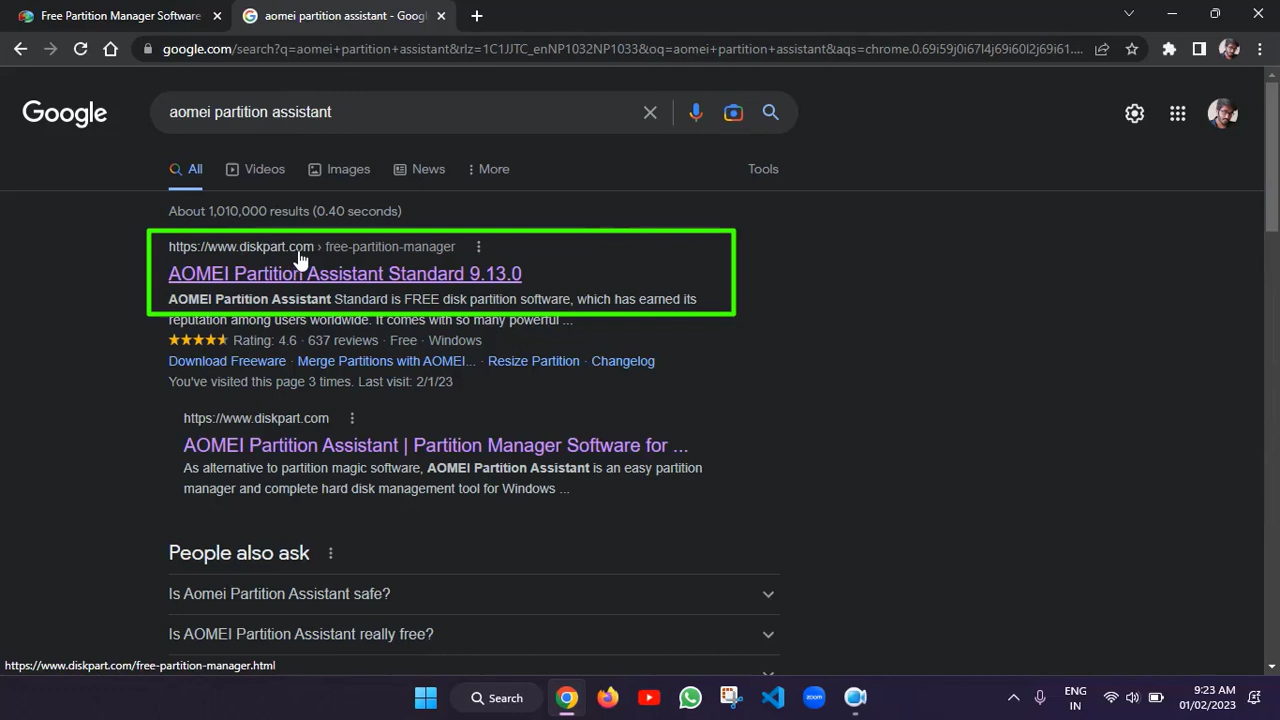 Free Partition Manager Software
aomei partition assistant - Goog
google.com/search?q=aomei+partition+assistant&rlz=1C1JJTC_enNP1032NP1033&oq=aomei+partition+assistant&aqs=chrome.0.69i59j0i67l4j69i60l2j69i61....
Google
aomei partition assistant
All
Videos
Images
News
More
Tools
About 1,010,000 results (0.40 seconds)
https://www.diskpart.com › free-partition-manager
AOMEI Partition Assistant Standard 9.13.0
AOMEI Partition Assistant Standard is FREE disk partition software, which has earned its
reputation among users worldwide. It comes with so many powerful ...
Rating: 4.6 · 637 reviews · Free · Windows
Download Freeware · Merge Partitions with AOMEI... · Resize Partition · Changelog
You've visited this page 3 times. Last visit: 2/1/23
https://www.diskpart.com
AOMEI Partition Assistant | Partition Manager Software for ...
As alternative to partition magic software, AOMEI Partition Assistant is an easy partition
manager and complete hard disk management tool for Windows ...
People also ask
Is Aomei Partition Assistant safe?
Is AOMEI Partition Assistant really free?
https://www.diskpart.com/free-partition-manager.html
Search
zoom
ENG
IN
9:23 AM
01/02/2023